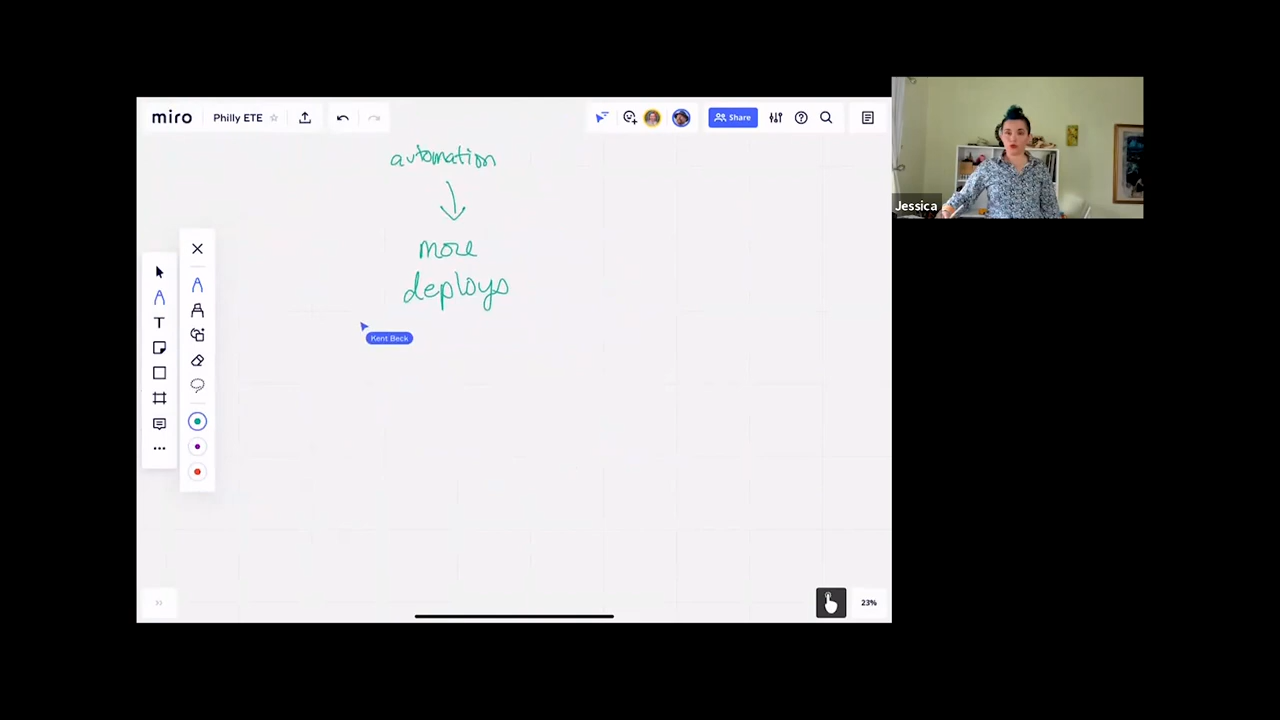 miro
Philly ETE
Share
automation
more
deploys
Kent Beck
T
23%
Jessica